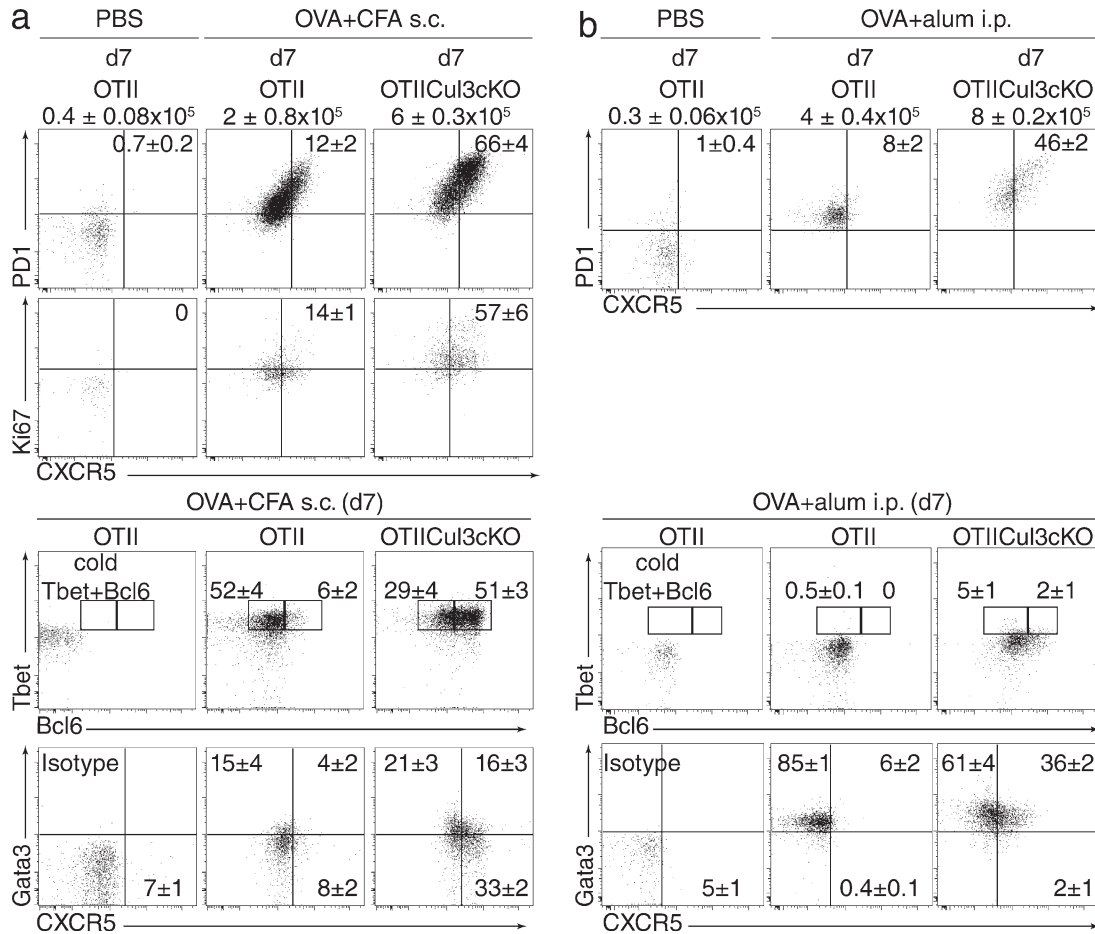 a
PBS
OVA+CFA s.c.
d7
d7
d7
OTII
OTII
OTIICul3cKO
0.4 ± 0.08x10⁵
2 ± 0.8x10⁵
6 ± 0.3x10⁵
0.7±0.2
12±2
66±4
PD1
0
14±1
57±6
Ki67
CXCR5
OVA+CFA s.c. (d7)
OTII
OTII
OTIICul3cKO
cold
Tbet+Bcl6
52±4
6±2
29±4
51±3
Tbet
Bcl6
Isotype
15±4
4±2
21±3
16±3
7±1
8±2
33±2
Gata3
CXCR5
b
PBS
OVA+alum i.p.
d7
d7
d7
OTII
OTII
OTIICul3cKO
0.3 ± 0.06x10⁵
4 ± 0.4x10⁵
8 ± 0.2x10⁵
1±0.4
8±2
46±2
PD1
CXCR5
OVA+alum i.p. (d7)
OTII
OTII
OTIICul3cKO
cold
Tbet+Bcl6
0.5±0.1
0
5±1
2±1
Tbet
Bcl6
Isotype
85±1
6±2
61±4
36±2
5±1
0.4±0.1
2±1
Gata3
CXCR5